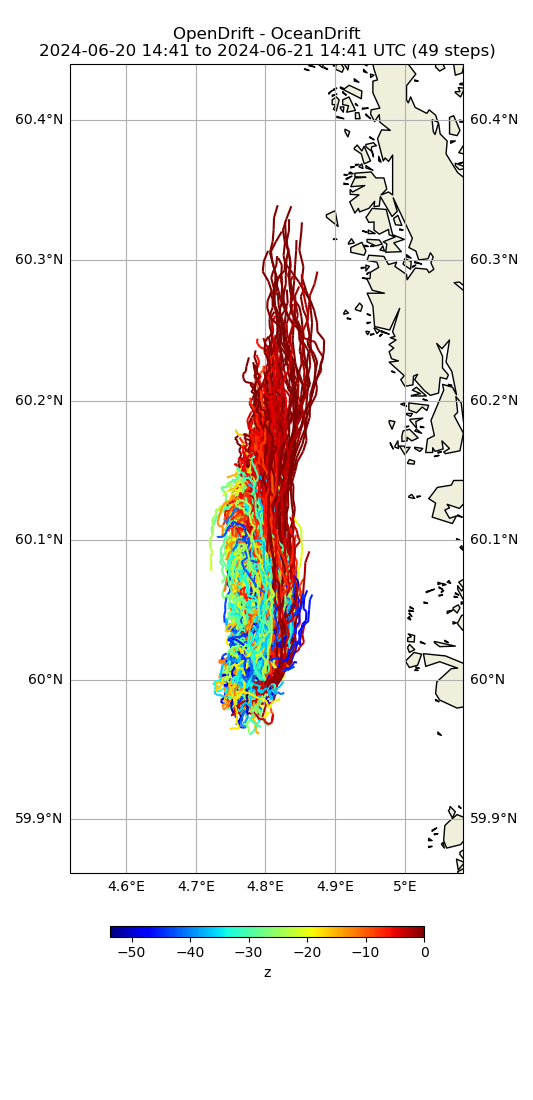 OpenDrift - OceanDrift
2024-06-20 14:41 to 2024-06-21 14:41 UTC (49 steps)
60.4°N 60.4°N
60.3°N 60.3°N
60.2°N 60.2°N
60.1°N 60.1°N
60°N 60°N
59.9°N 59.9°N
4.6°E 4.7°E 4.8°E 4.9°E 5°E
−50 −40 −30 −20 −10 0
z